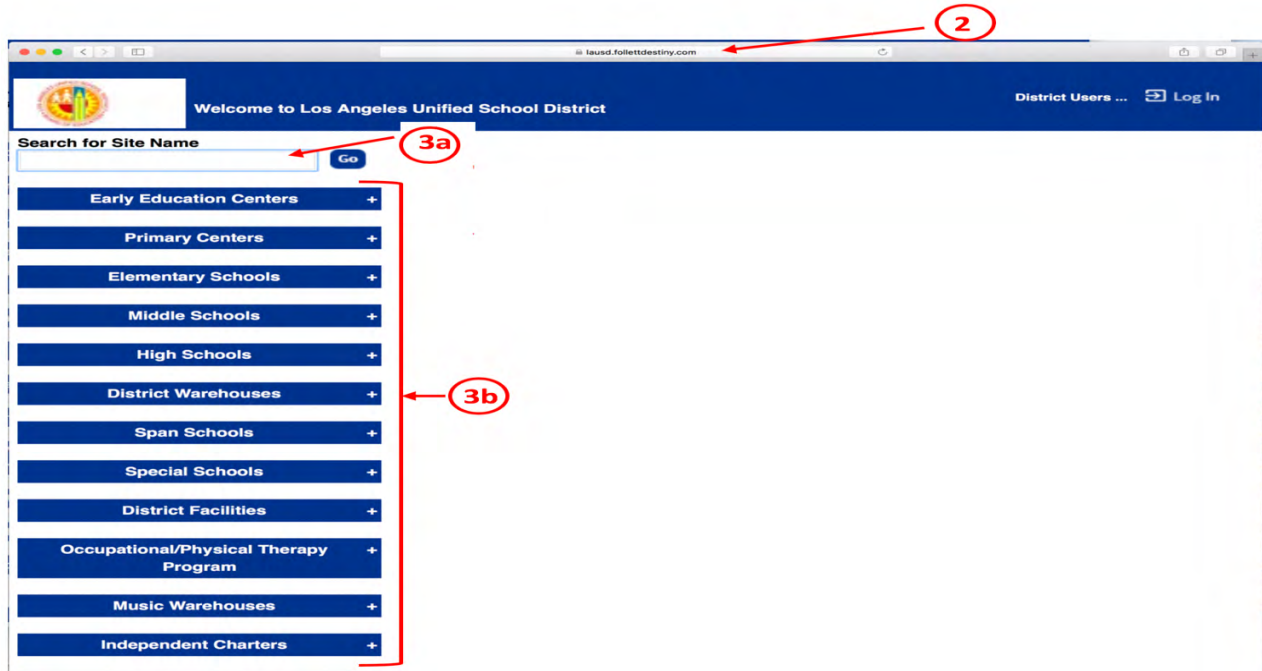 2
lausd.follettdestiny.com
Welcome to Los Angeles Unified School District
District Users ... Log In
Search for Site Name
3a
Go
Early Education Centers +
Primary Centers +
Elementary Schools +
Middle Schools +
High Schools +
District Warehouses +
3b
Span Schools +
Special Schools +
District Facilities +
Occupational/Physical Therapy +
Program
Music Warehouses +
Independent Charters +